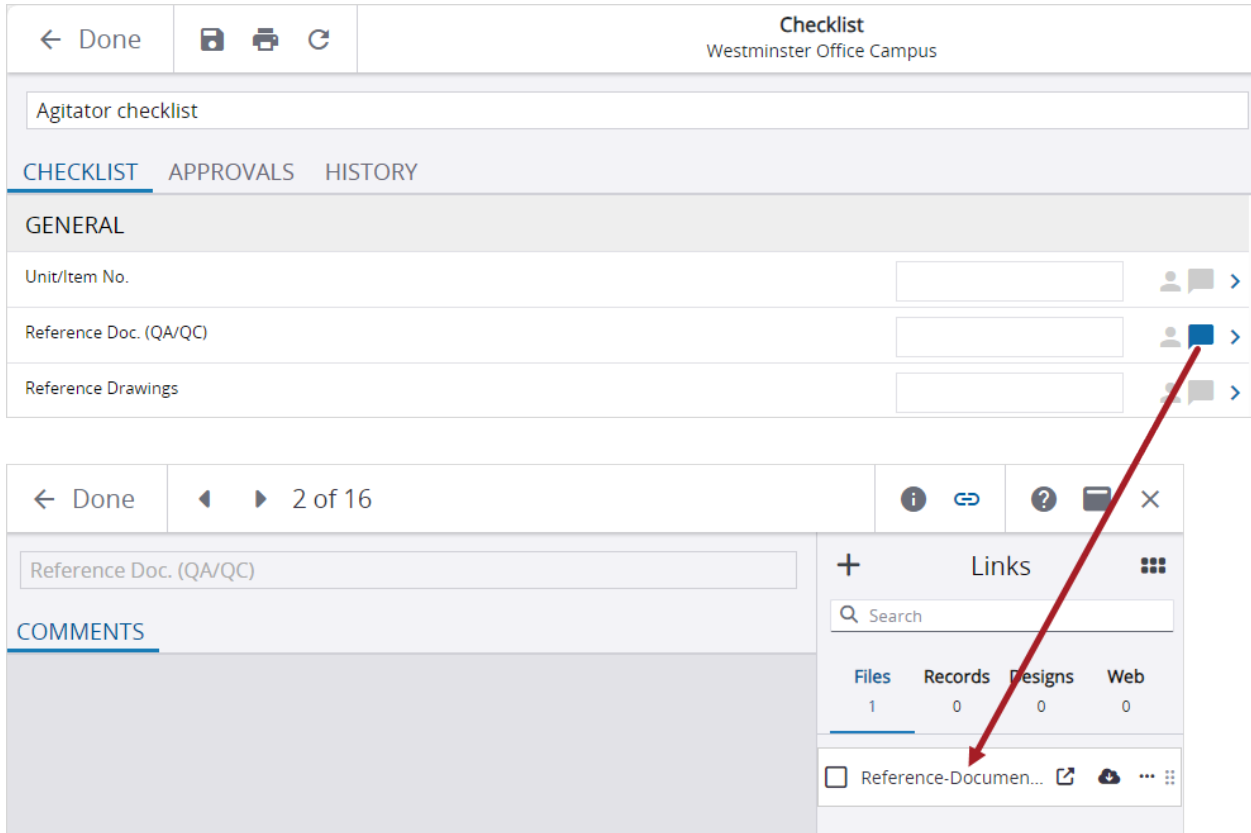 Done
Checklist
Westminster Office Campus
Agitator checklist
CHECKLIST APPROVALS HISTORY
GENERAL
Unit/Item No.
Reference Doc. (QA/QC)
Reference Drawings
Done 2 of 16
Reference Doc. (QA/QC)
COMMENTS
Links
Search
Files Records Designs Web
1 0 0 0
Reference-Documen...